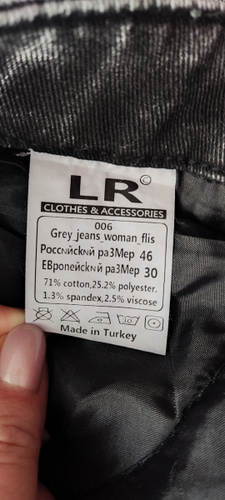 LR©
CLOTHES & ACCESSORIES
006
Grey_jeans_woman_flis
Российский раЗМер 46
ЕВропейский раЗМер 30
71% cotton,25.2% polyester,
1.3% spandex,2.5% viscose
Made in Turkey